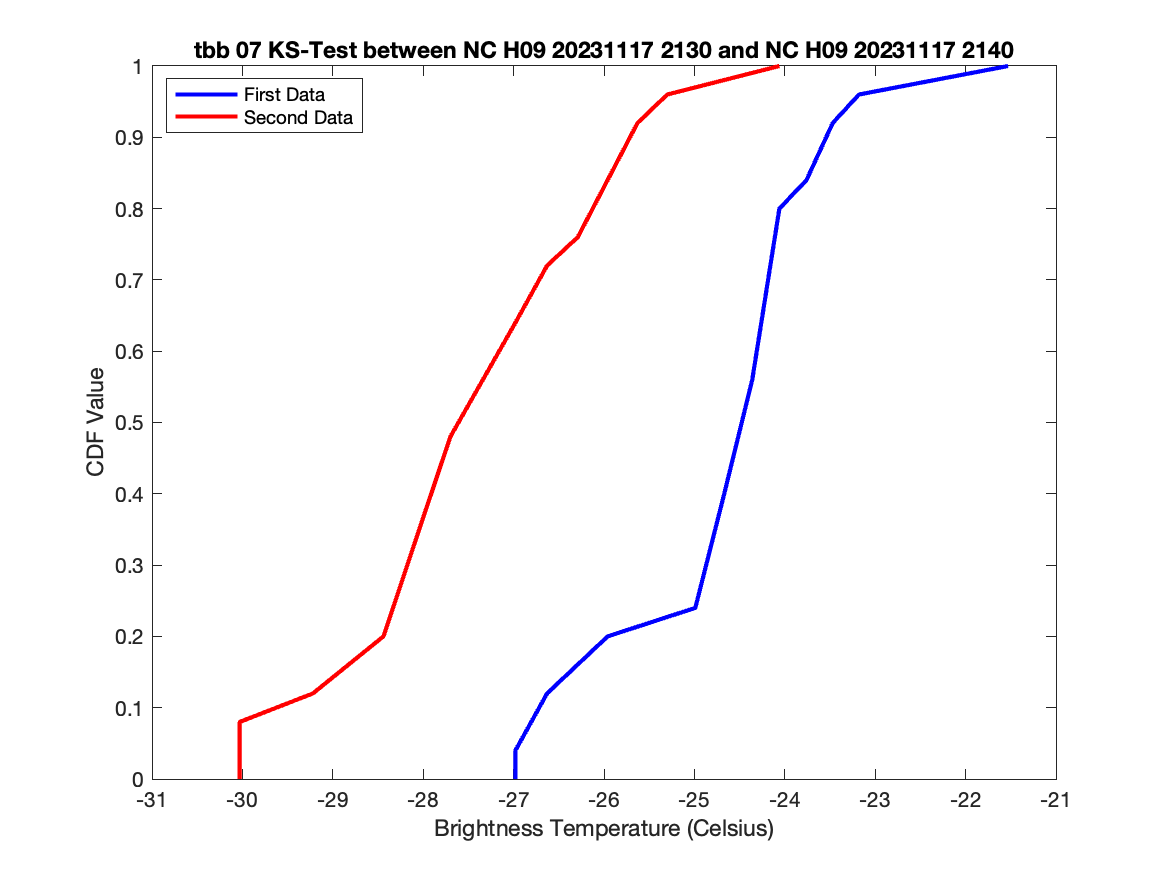 tbb 07 KS-Test between NC H09 20231117 2130 and NC H09 20231117 2140
First Data
Second Data
1
0.9
0.8
0.7
0.6
0.5
0.4
0.3
0.2
0.1
0
CDF Value
-31 -30 -29 -28 -27 -26 -25 -24 -23 -22 -21
Brightness Temperature (Celsius)